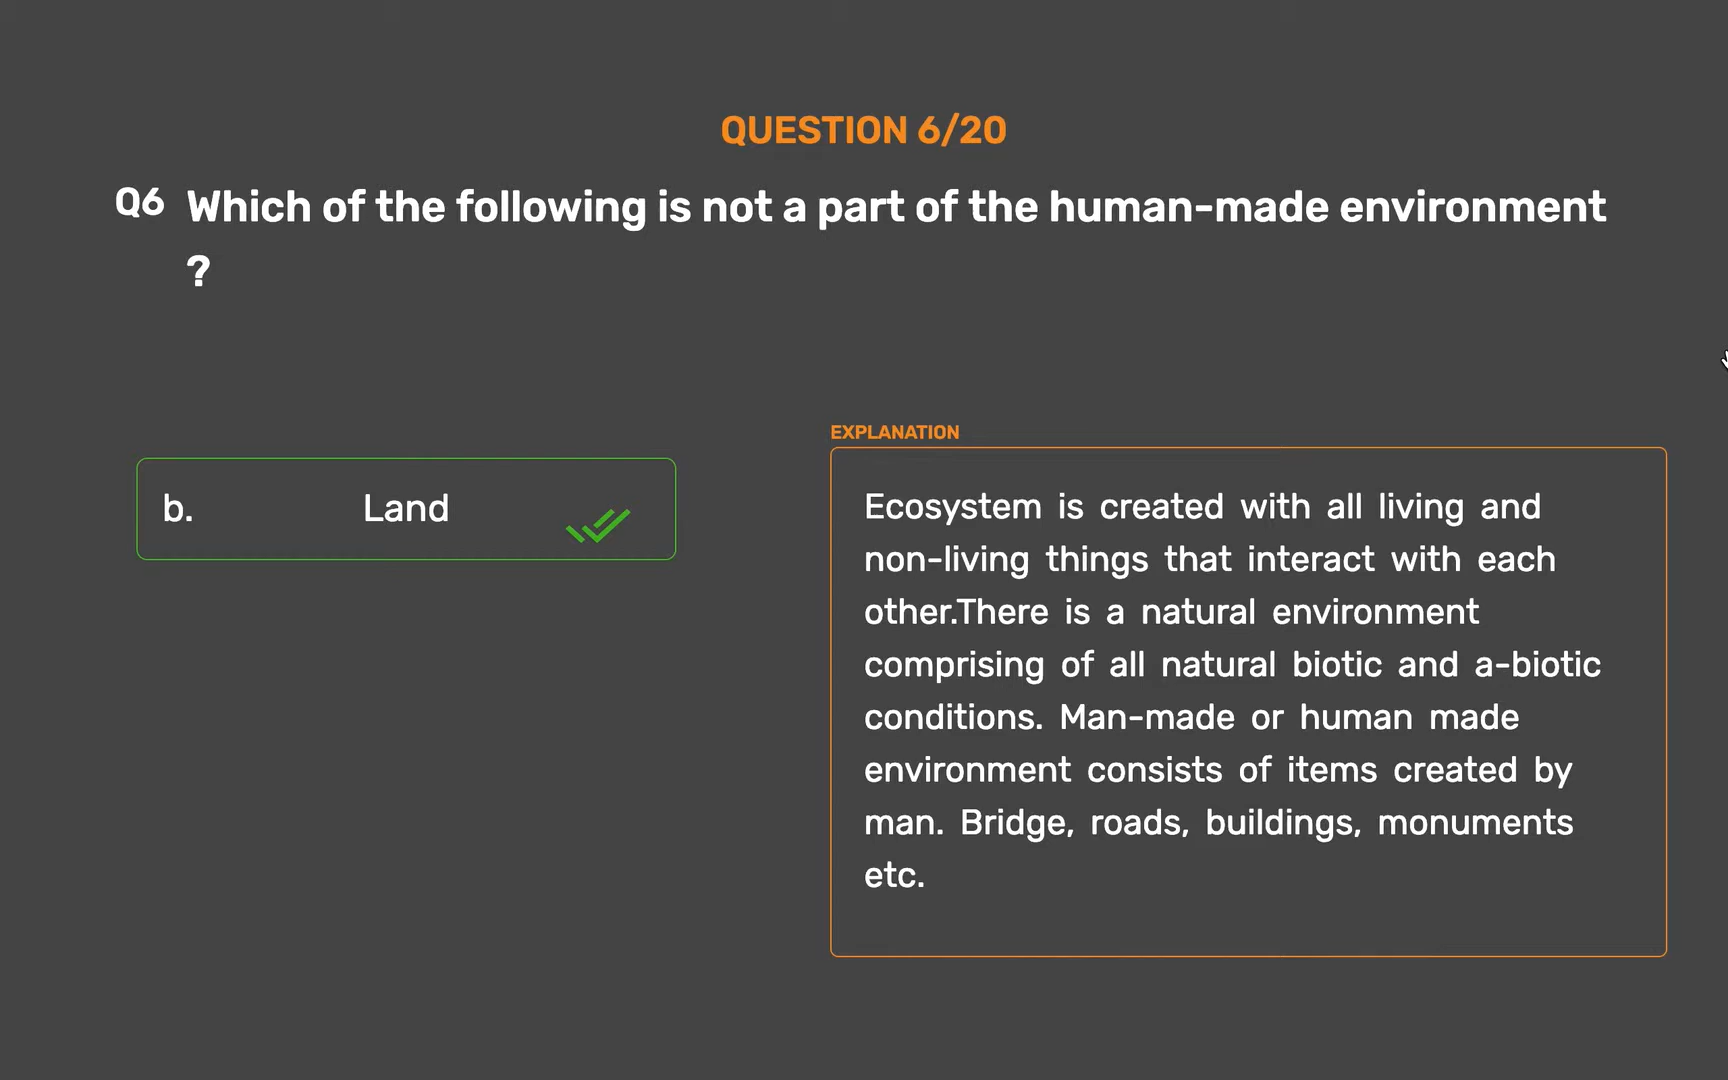 QUESTION 6/20
Q6 Which of the following is not a part of the human-made environment
?
b. Land
EXPLANATION
Ecosystem is created with all living and
non-living things that interact with each
other.There is a natural environment
comprising of all natural biotic and a-biotic
conditions. Man-made or human made
environment consists of items created by
man. Bridge, roads, buildings, monuments
etc.